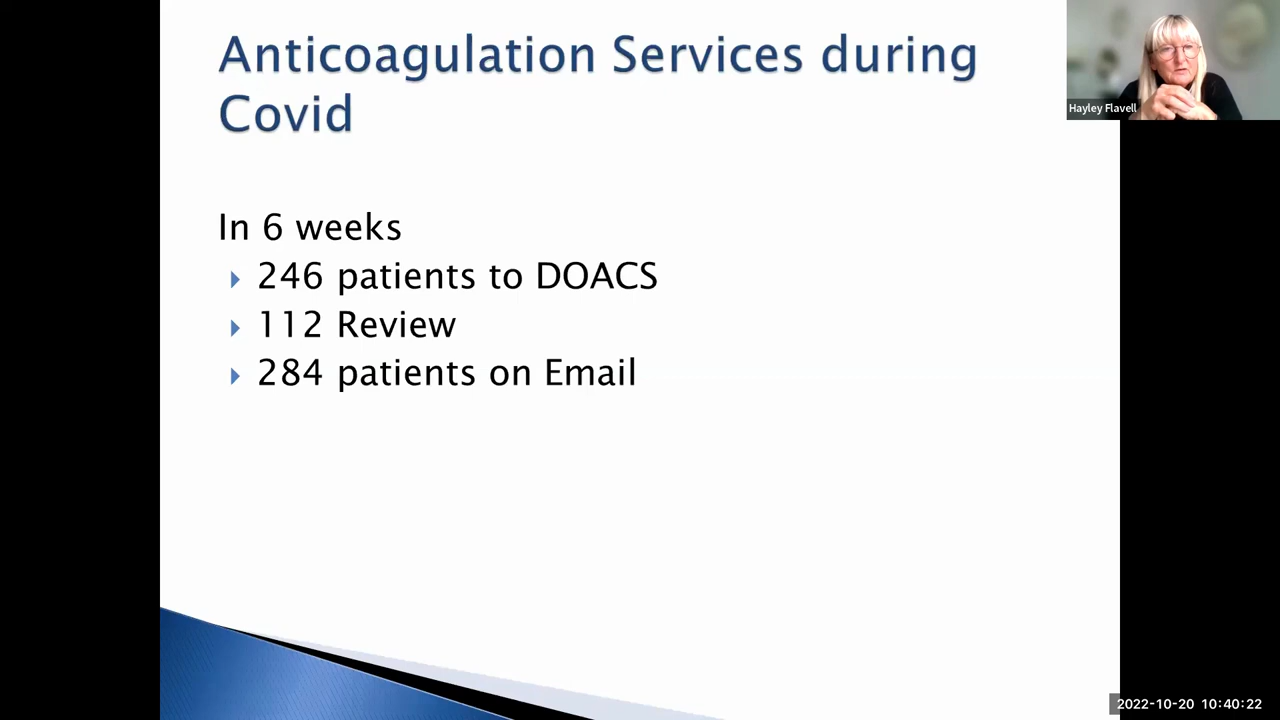 Anticoagulation Services during
Covid
Hayley Flavell
In 6 weeks
246 patients to DOACS
112 Review
284 patients on Email
2022-10-20 10:40:22